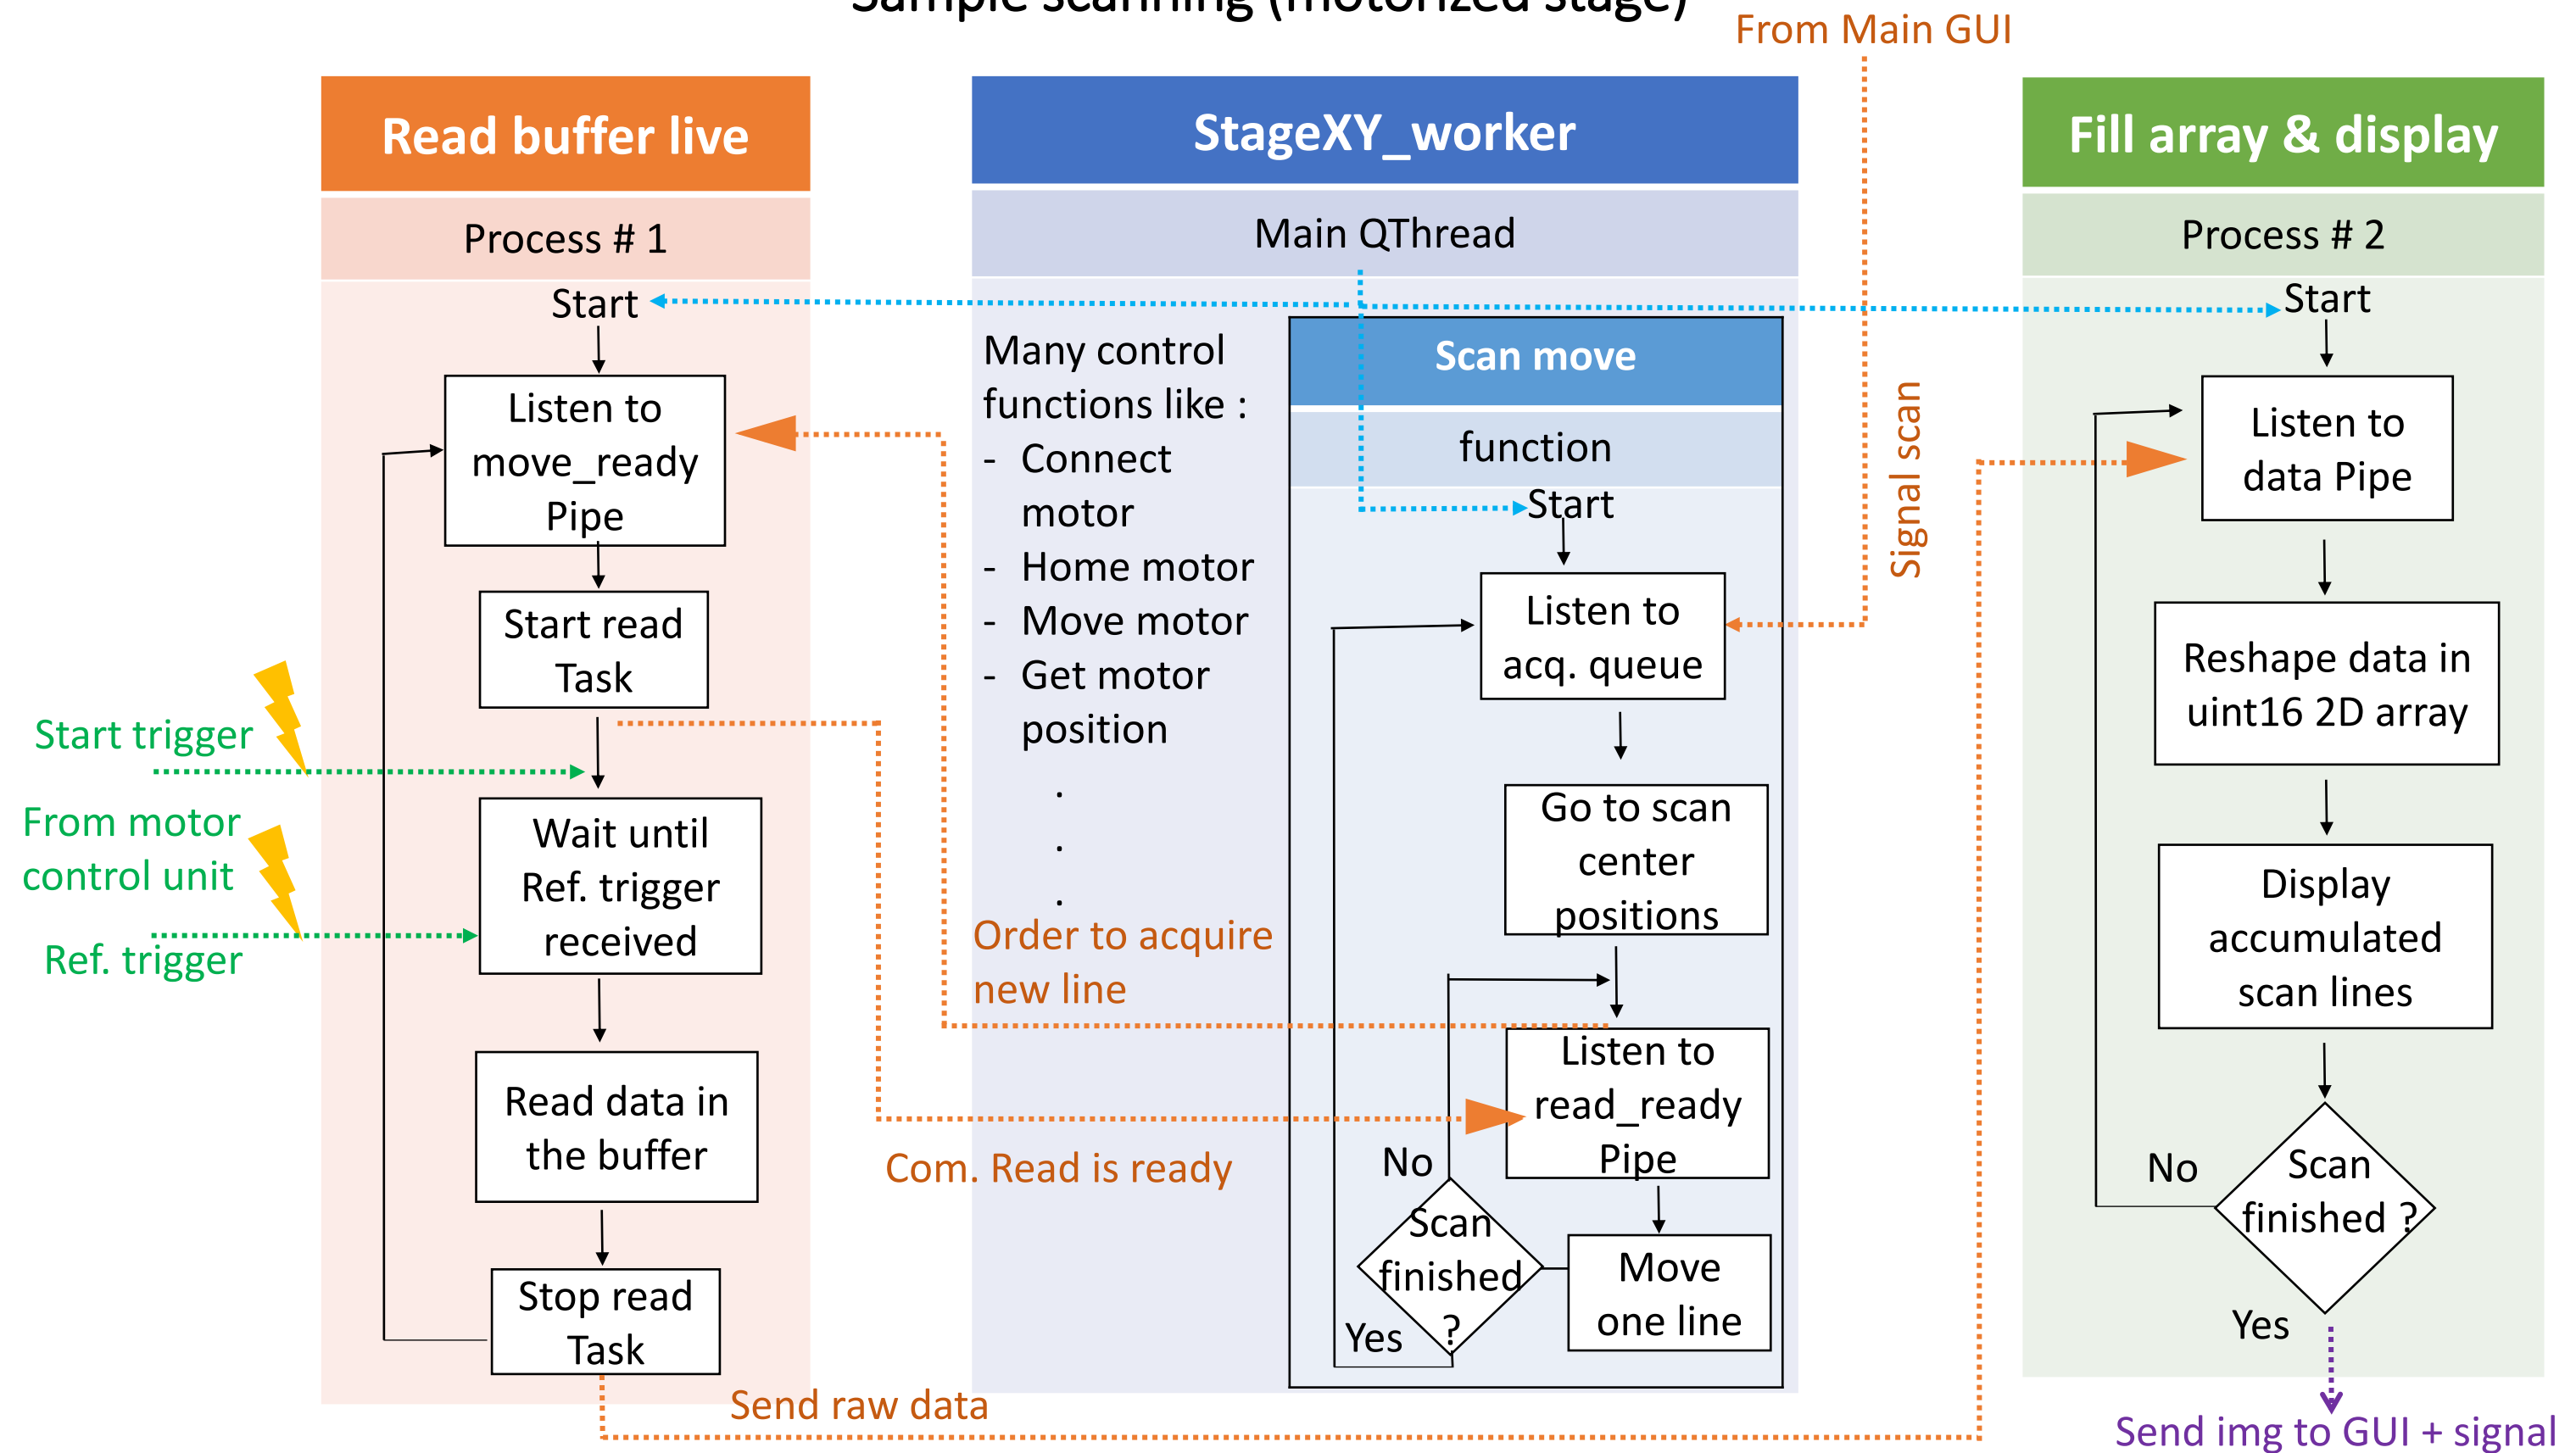 Sample scanning (motorized stage)
From Main GUI
Read buffer live
Process # 1
Start
Listen to
move_ready
Pipe
Start read
Task
Start trigger
From motor
control unit
Ref. trigger
Wait until
Ref. trigger
received
Read data in
the buffer
Stop read
Task
Send raw data
StageXY_worker
Main QThread
Many control
functions like :
- Connect
motor
- Home motor
- Move motor
- Get motor
position
.
.
.
Order to acquire
new line
Com. Read is ready
Scan move
function
Start
Listen to
acq. queue
Go to scan
center
positions
Listen to
read_ready
Pipe
Move
one line
No
Scan
finished
?
Yes
Signal scan
Fill array & display
Process # 2
Start
Listen to
data Pipe
Reshape data in
uint16 2D array
Display
accumulated
scan lines
No
Scan
finished ?
Yes
Send img to GUI + signal